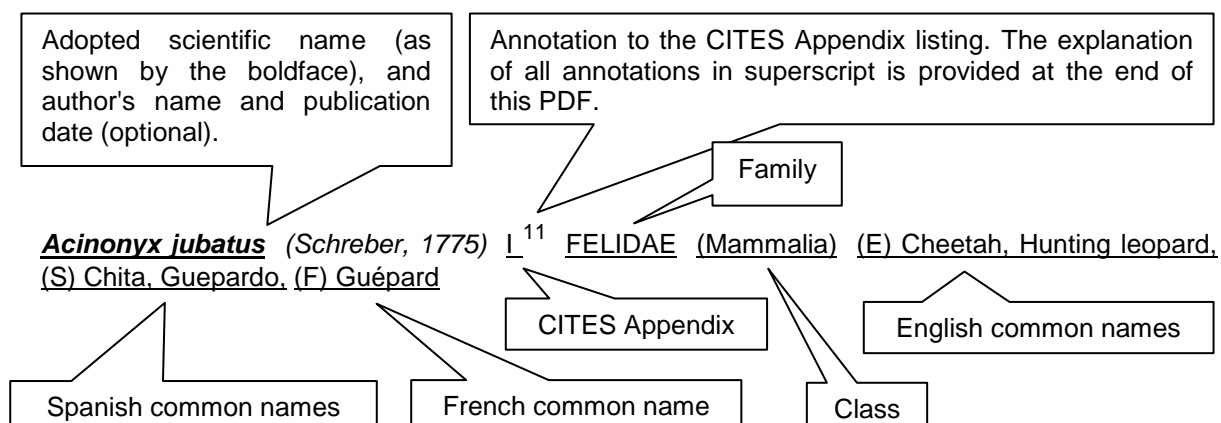 Adopted scientific name (as
shown by the boldface), and
author's name and publication
date (optional).
Annotation to the CITES Appendix listing. The explanation
of all annotations in superscript is provided at the end of
this PDF.
Family
Acinonyx jubatus (Schreber, 1775) I 11 FELIDAE (Mammalia) (E) Cheetah, Hunting leopard,
(S) Chita, Guepardo, (F) Guépard
CITES Appendix
English common names
Spanish common names
French common name
Class